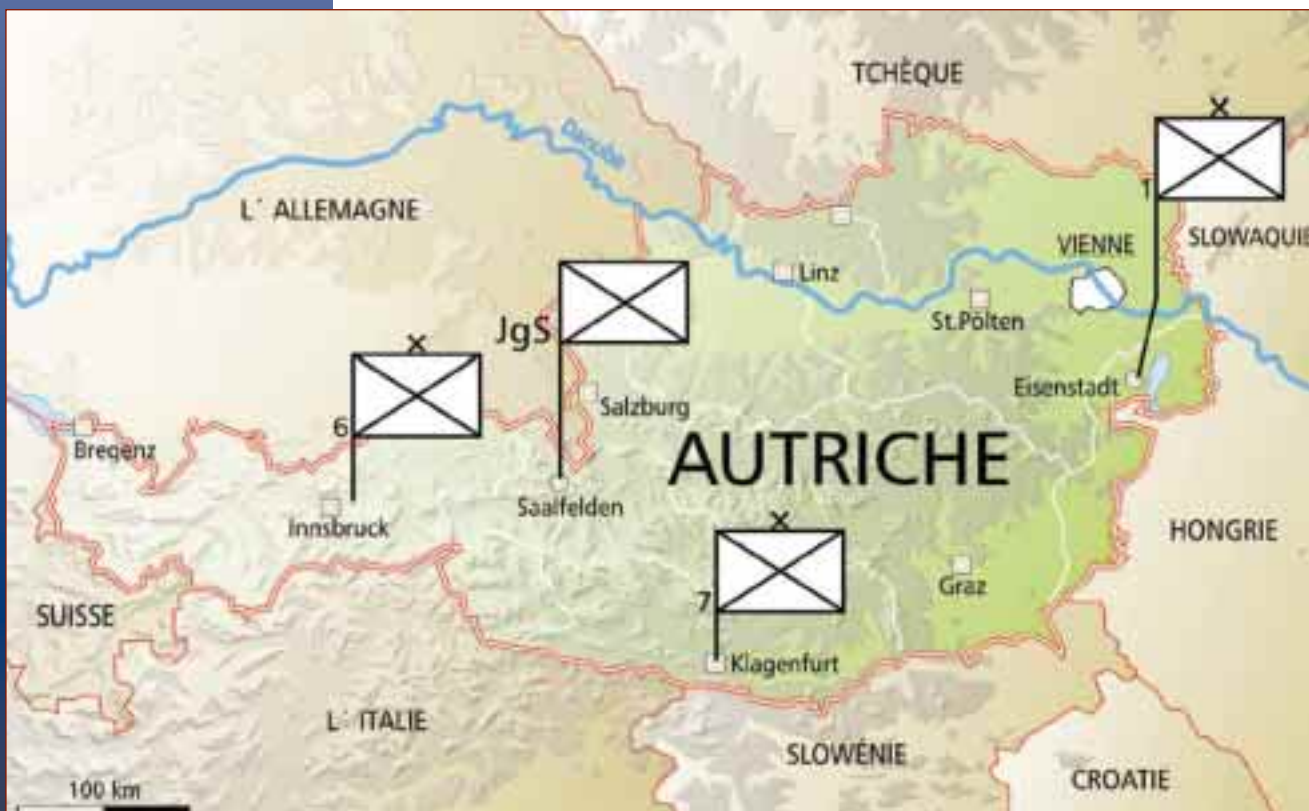 TCHÈQUE
Danube
1
L´ ALLEMAGNE
VIENNE
SLOWAQUIE
Linz
JgS
St.Pölten
Eisenstadt
Salzburg
6
Bregenz
AUTRICHE
Saalfelden
Innsbruck
HONGRIE
Graz
7
SUISSE
Klagenfurt
L´ ITALIE
SLOWÉNIE
CROATIE
100 km